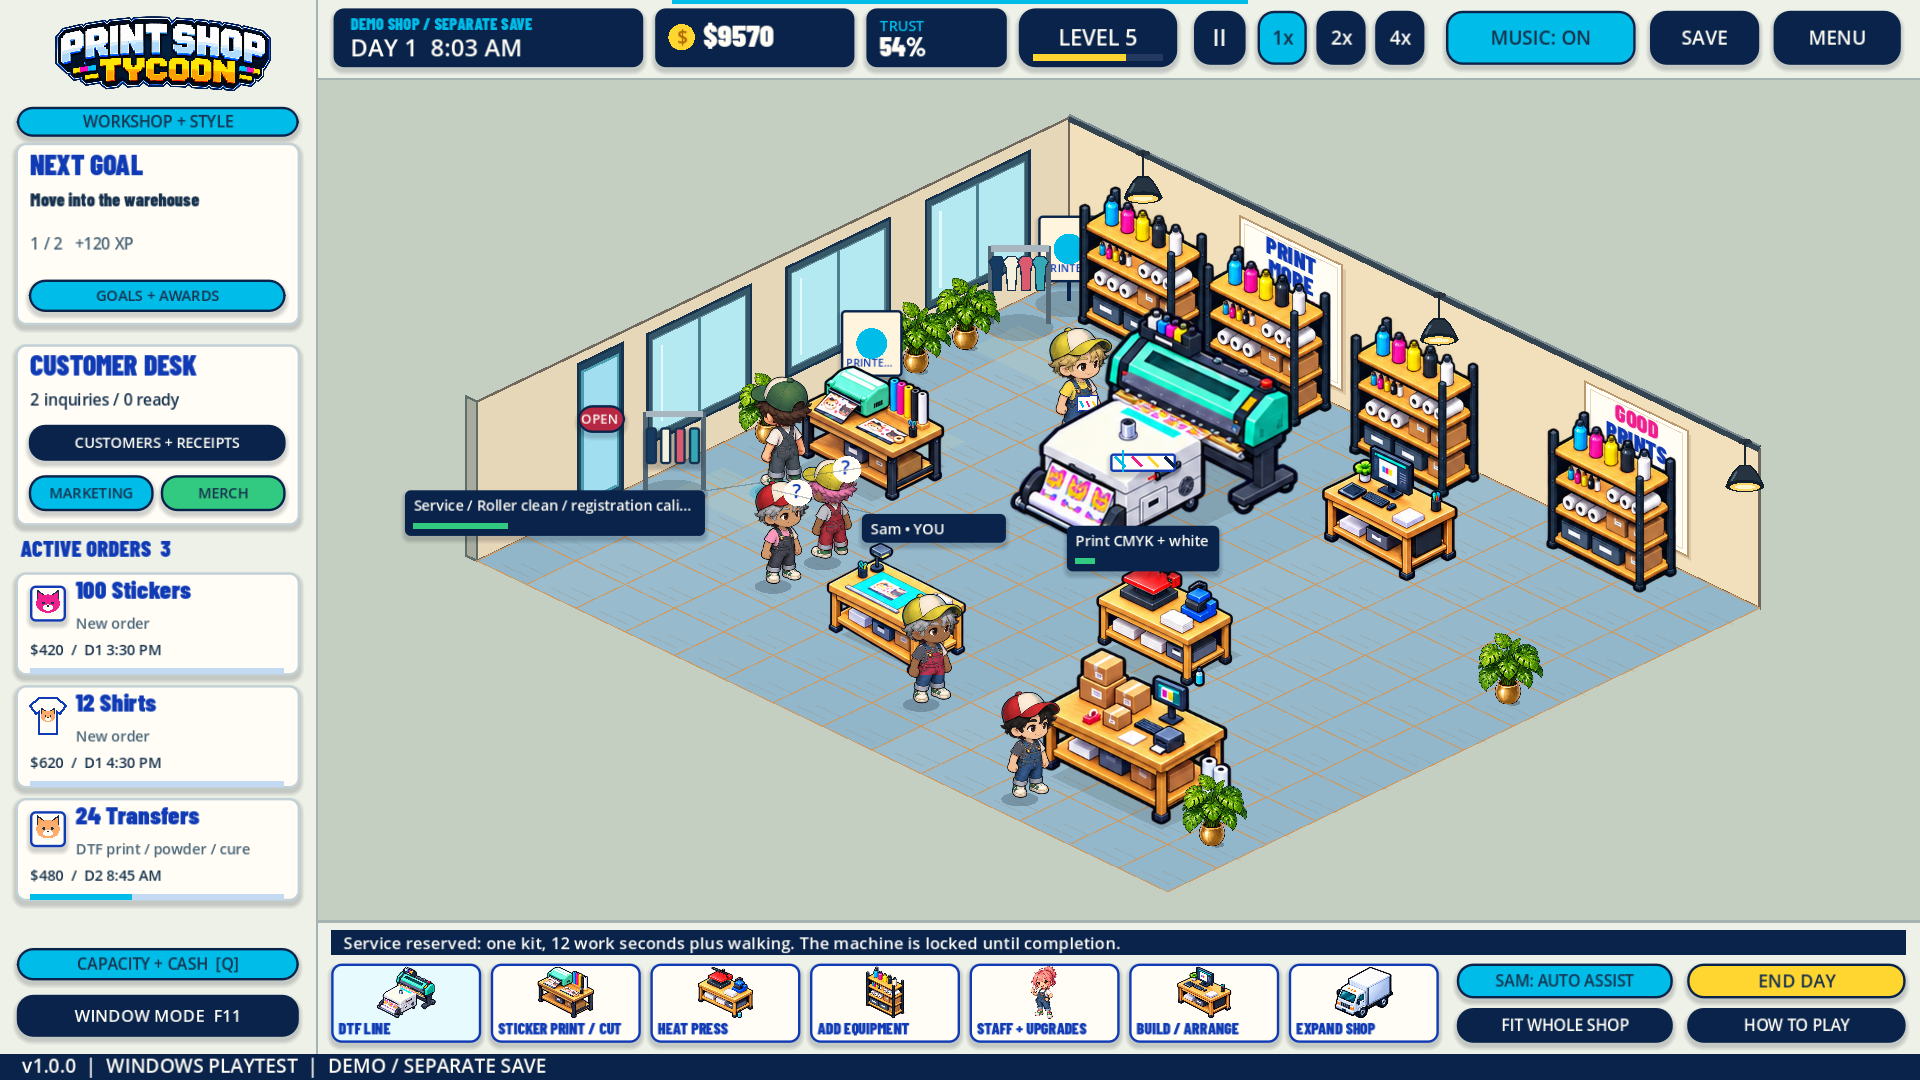 PRINT SHOP
TYCOON
WORKSHOP + STYLE
NEXT GOAL
Move into the warehouse
1 / 2 +120 XP
GOALS + AWARDS
CUSTOMER DESK
2 inquiries / 0 ready
CUSTOMERS + RECEIPTS
MARKETING
MERCH
ACTIVE ORDERS 3
100 Stickers
New order
$420 / D1 3:30 PM
12 Shirts
New order
$620 / D1 4:30 PM
24 Transfers
DTF print / powder / cure
$480 / D2 8:45 AM
CAPACITY + CASH [Q]
WINDOW MODE F11
DEMO SHOP / SEPARATE SAVE
DAY 1 8:03 AM
$ $9570
TRUST
54%
LEVEL 5
1x
2x
4x
MUSIC: ON
SAVE
MENU
PRINT
MORE
PRINTE
PRINTE...
OPEN
GOOD
PRINTS
?
?
Service / Roller clean / registration cali...
Sam • YOU
Print CMYK + white
Service reserved: one kit, 12 work seconds plus walking. The machine is locked until completion.
DTF LINE
STICKER PRINT / CUT
HEAT PRESS
ADD EQUIPMENT
STAFF + UPGRADES
BUILD / ARRANGE
EXPAND SHOP
SAM: AUTO ASSIST
END DAY
FIT WHOLE SHOP
HOW TO PLAY
v1.0.0 | WINDOWS PLAYTEST | DEMO / SEPARATE SAVE